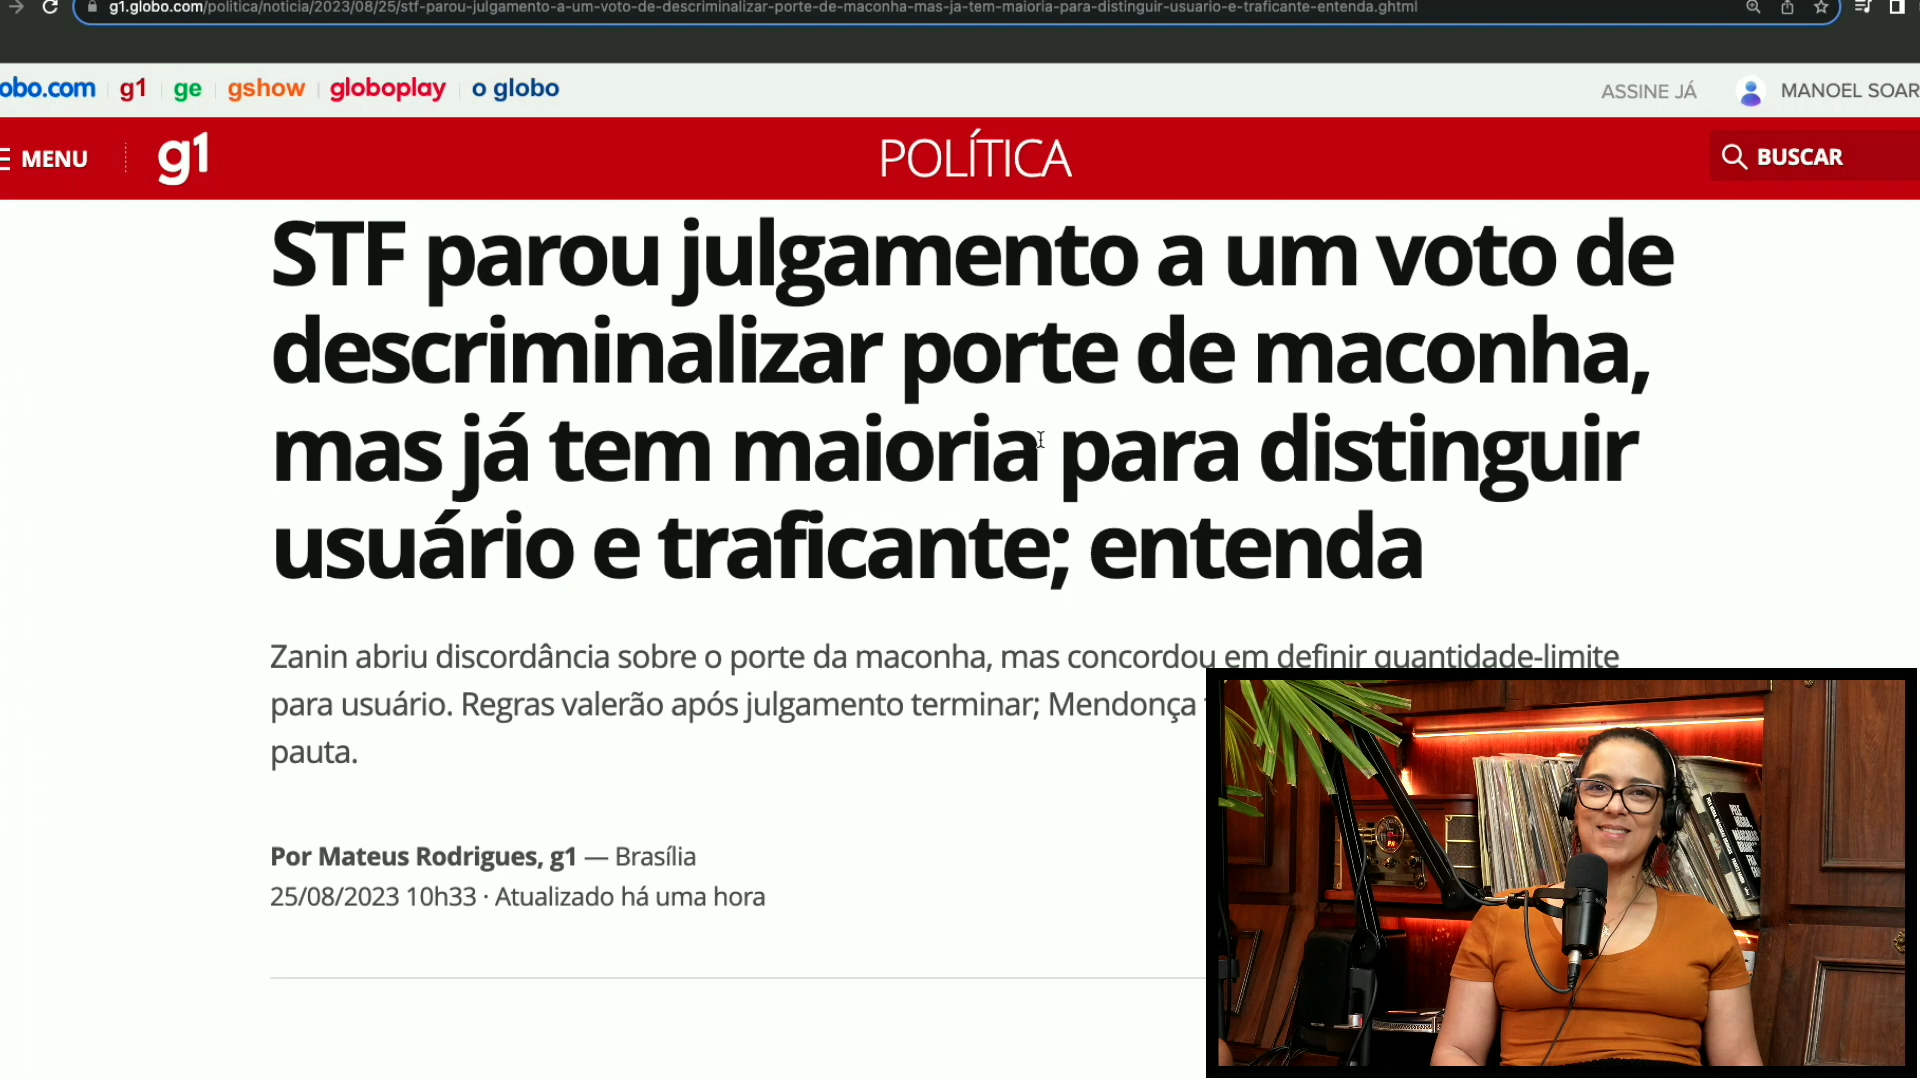 g1.globo.com/politica/noticia/2023/08/25/stf-parou-julgamento-a-um-voto-de-descriminalizar-porte-de-maconha-mas-ja-tem-maioria-para-distinguir-usuario-e-traficante-entenda.ghtml
obo.com g1 ge gshow globoplay o globo ASSINE JÁ MANOEL SOAR
MENU g1 POLÍTICA BUSCAR
STF parou julgamento a um voto de
descriminalizar porte de maconha,
mas já tem maioria para distinguir
usuário e traficante; entenda
Zanin abriu discordância sobre o porte da maconha, mas concordou em definir quantidade-limite
para usuário. Regras valerão após julgamento terminar; Mendonça
pauta.
Por Mateus Rodrigues, g1 — Brasília
25/08/2023 10h33 · Atualizado há uma hora